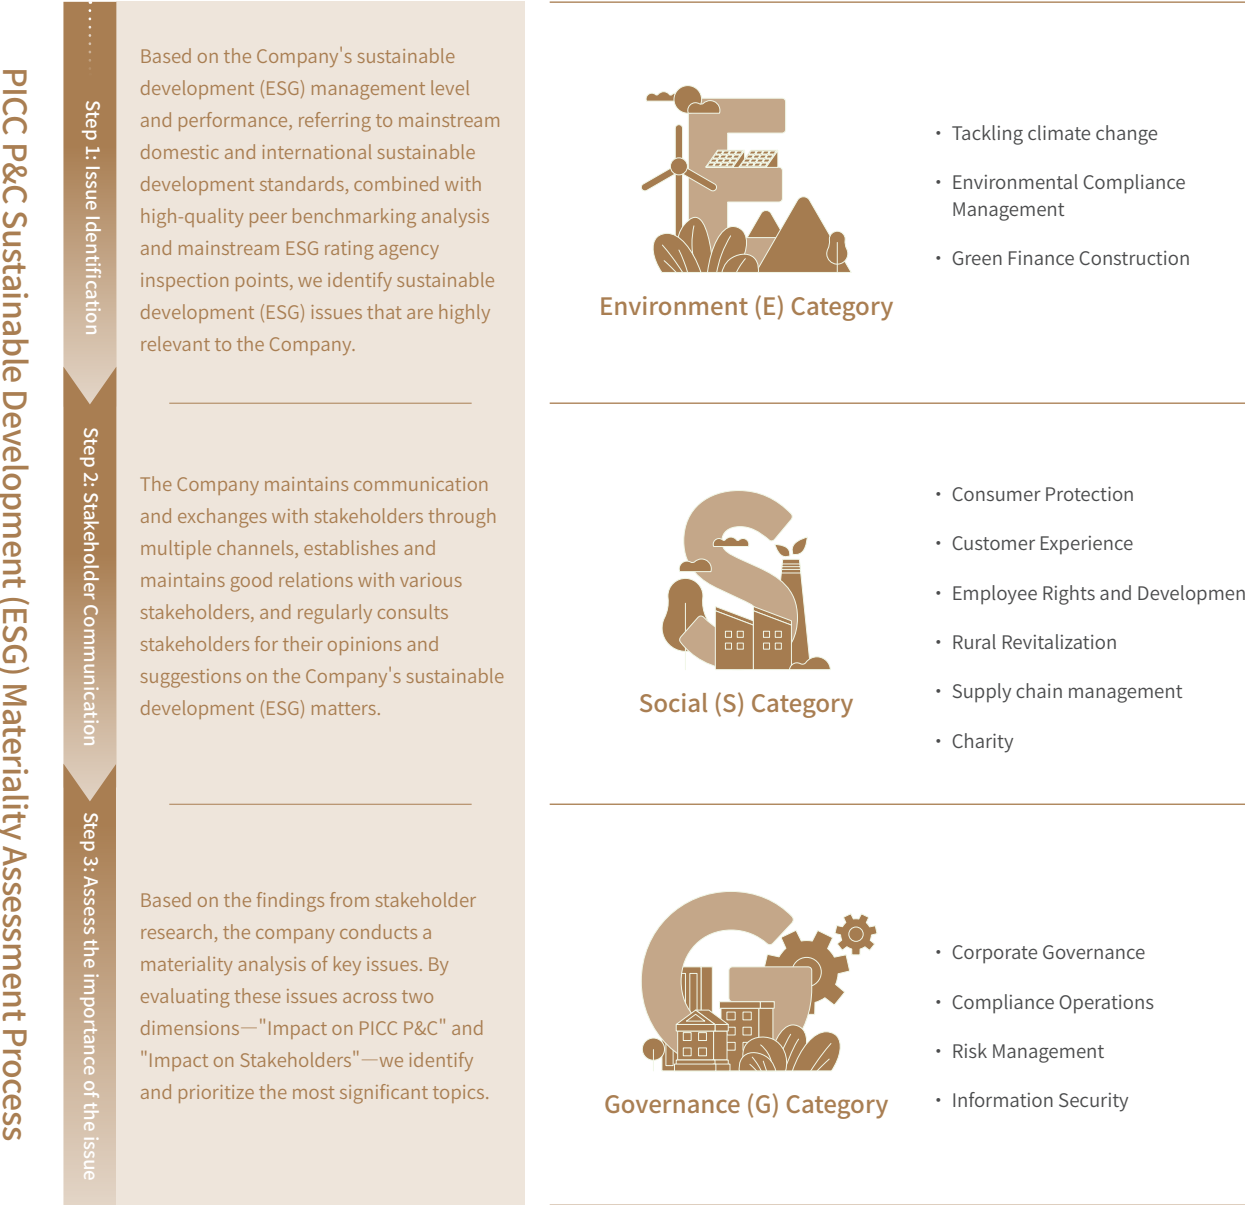 PICC P&C Sustainable Development (ESG) Materiality Assessment Process
Step 1: Issue Identification
Based on the Company's sustainable
development (ESG) management level
and performance, referring to mainstream
domestic and international sustainable
development standards, combined with
high-quality peer benchmarking analysis
and mainstream ESG rating agency
inspection points, we identify sustainable
development (ESG) issues that are highly
relevant to the Company.
Step 2: Stakeholder Communication
The Company maintains communication
and exchanges with stakeholders through
multiple channels, establishes and
maintains good relations with various
stakeholders, and regularly consults
stakeholders for their opinions and
suggestions on the Company's sustainable
development (ESG) matters.
Step 3: Assess the importance of the issue
Based on the findings from stakeholder
research, the company conducts a
materiality analysis of key issues. By
evaluating these issues across two
dimensions—"Impact on PICC P&C" and
"Impact on Stakeholders"—we identify
and prioritize the most significant topics.
Environment (E) Category
• Tackling climate change
• Environmental Compliance
Management
• Green Finance Construction
Social (S) Category
• Consumer Protection
• Customer Experience
• Employee Rights and Developmen
• Rural Revitalization
• Supply chain management
• Charity
Governance (G) Category
• Corporate Governance
• Compliance Operations
• Risk Management
• Information Security